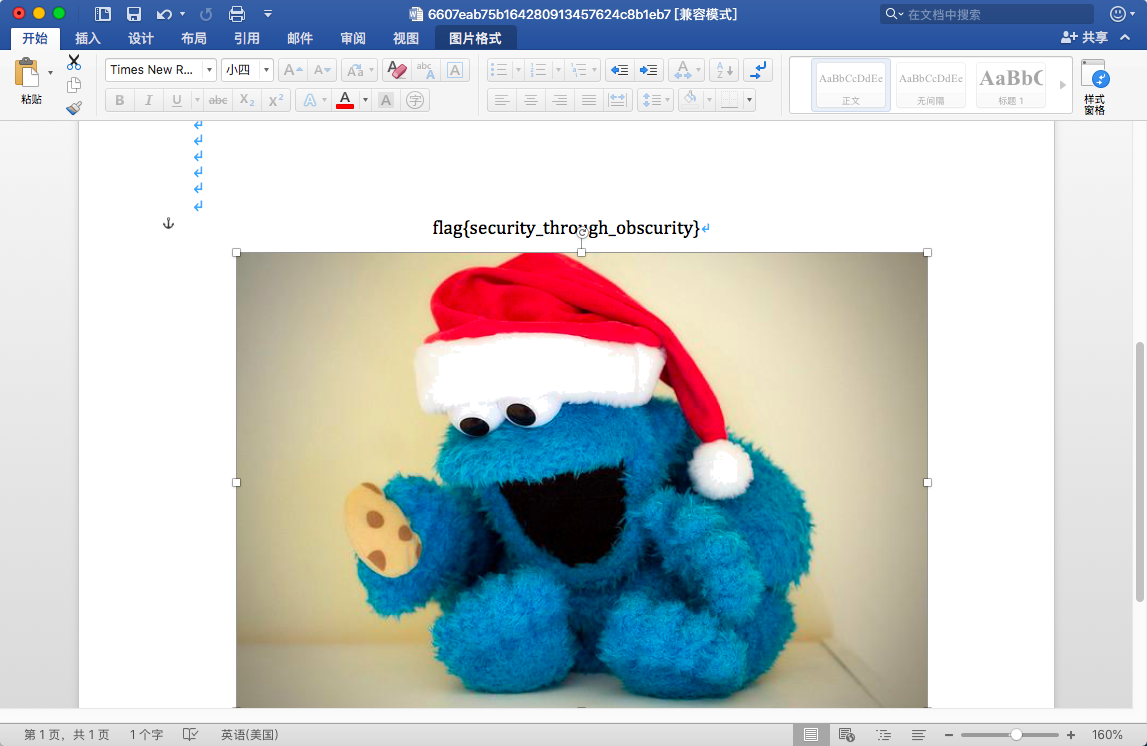 6607eab75b164280913457624c8b1eb7 [兼容模式]
在文档中搜索
开始 插入 设计 布局 引用 邮件 审阅 视图 图片格式 共享
粘贴
Times New R... 小四
AaBbCcDdEe AaBbCcDdEe AaBbC
正文 无间隔 标题 1
样式
窗格
flag{security_through_obscurity}
第 1 页，共 1 页 1 个字 英语(美国) 160%